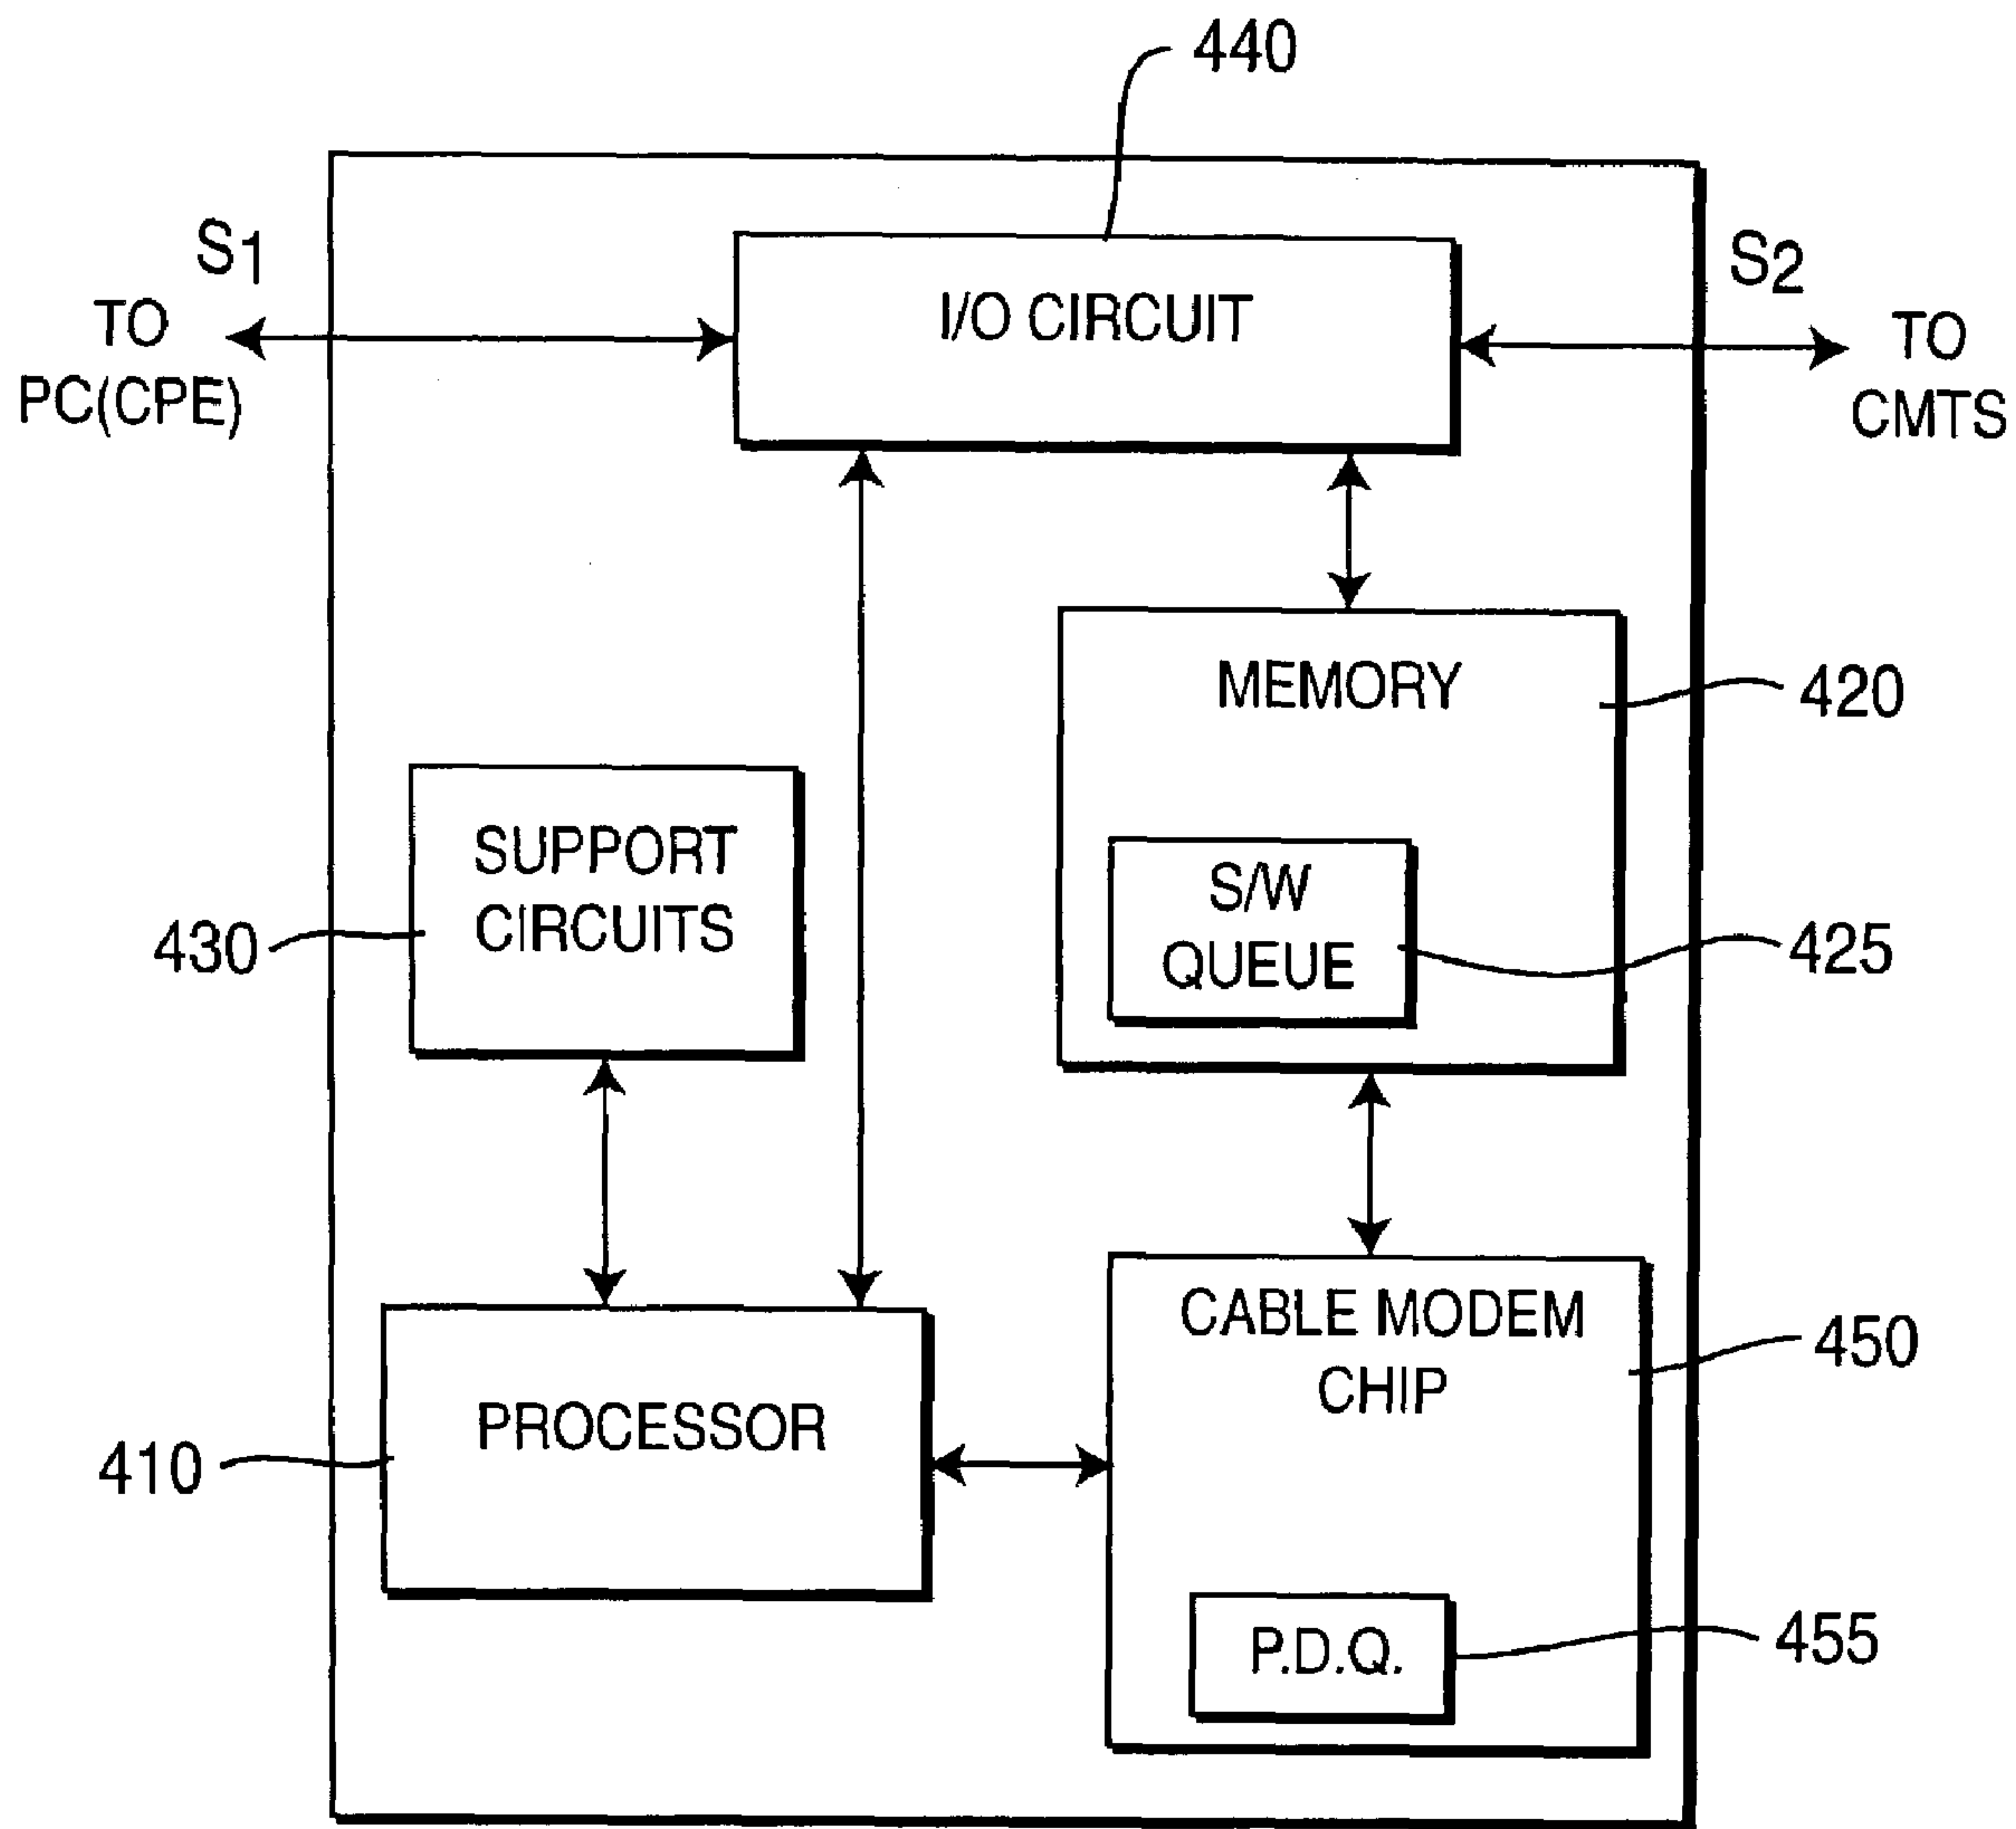 440
S1
S2
TO
PC(CPE)
I/O CIRCUIT
TO
CMTS
MEMORY
420
SUPPORT
CIRCUITS
430
S/W
QUEUE
425
CABLE MODEM
CHIP
450
PROCESSOR
410
P.D.Q.
455